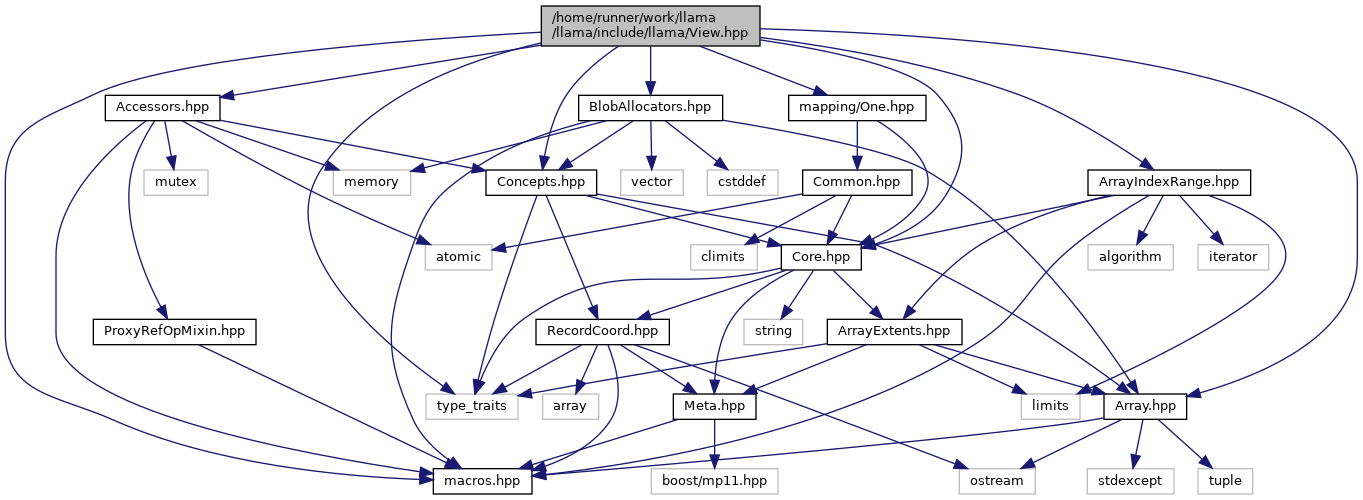 /home/runner/work/llama
/llama/include/llama/View.hpp
Accessors.hpp
BlobAllocators.hpp
mapping/One.hpp
mutex
memory
Concepts.hpp
vector
cstddef
Common.hpp
ArrayIndexRange.hpp
atomic
climits
Core.hpp
algorithm
iterator
ProxyRefOpMixin.hpp
RecordCoord.hpp
string
ArrayExtents.hpp
type_traits
array
Meta.hpp
limits
Array.hpp
macros.hpp
boost/mp11.hpp
ostream
stdexcept
tuple